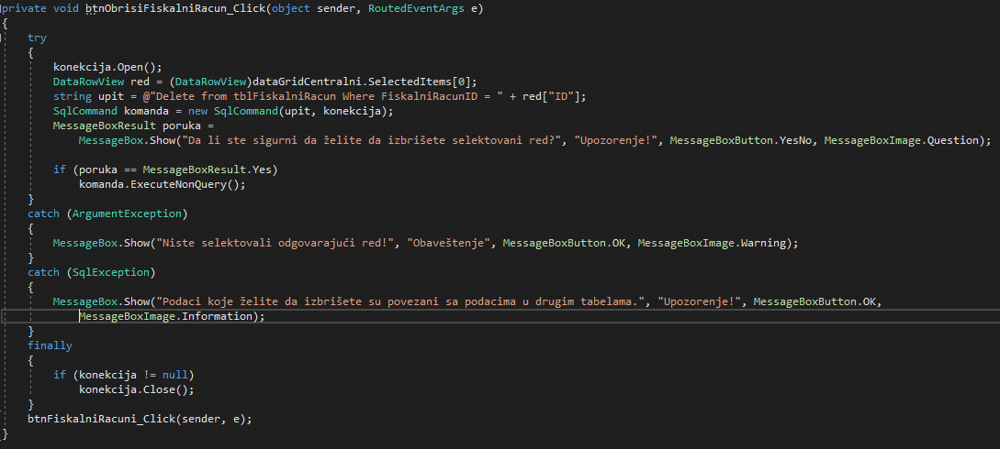 private void btnObrisiFiskalniRacun_Click(object sender, RoutedEventArgs e)
{
    try
    {
        konekcija.Open();
        DataRowView red = (DataRowView)dataGridCentralni.SelectedItems[0];
        string upit = @"Delete from tblFiskalniRacun Where FiskalniRacunID = " + red["ID"];
        SqlCommand komanda = new SqlCommand(upit, konekcija);
        MessageBoxResult poruka =
            MessageBox.Show("Da li ste sigurni da želite da izbrišete selektovani red?", "Upozorenje!", MessageBoxButton.YesNo, MessageBoxImage.Question);

        if (poruka == MessageBoxResult.Yes)
            komanda.ExecuteNonQuery();
    }
    catch (ArgumentException)
    {
        MessageBox.Show("Niste selektovali odgovarajući red!", "Obaveštenje", MessageBoxButton.OK, MessageBoxImage.Warning);
    }
    catch (SqlException)
    {
        MessageBox.Show("Podaci koje želite da izbrišete su povezani sa podacima u drugim tabelama.", "Upozorenje!", MessageBoxButton.OK,
            MessageBoxImage.Information);
    }
    finally
    {
        if (konekcija != null)
            konekcija.Close();
    }
    btnFiskalniRacuni_Click(sender, e);
}